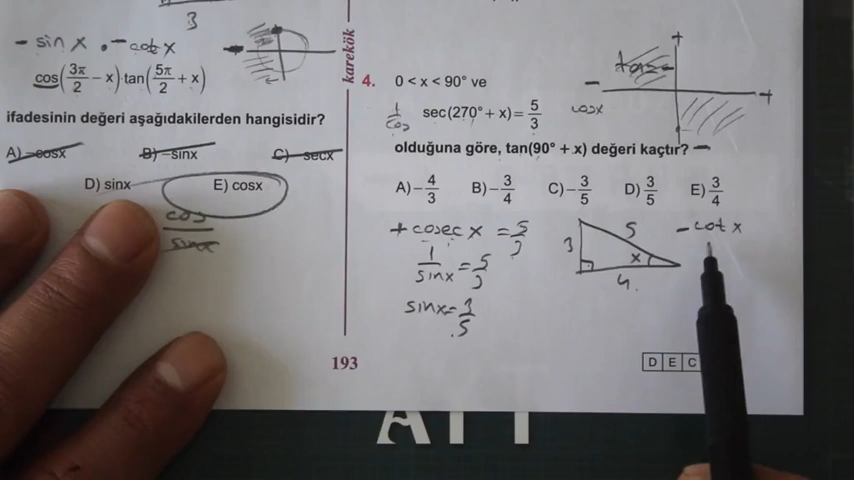 3
- sin x . - cot x
cos(3π/2 - x)·tan(5π/2 + x)
ifadesinin değeri aşağıdakilerden hangisidir?
A) -cosx B) -sinx C) -secx
D) sinx E) cosx
cos
sinx
karekök
4. 0 < x < 90° ve
1/cos sec(270° + x) = 5/3
cosx
+
-
+
olduğuna göre, tan(90° + x) değeri kaçtır? -
A) -4/3 B) -3/4 C) -3/5 D) 3/5 E) 3/4
+ cosec x = 5/3
1/sinx = 5/3
sinx = 3/5
3 5 x 4
- cot x
193
D E C